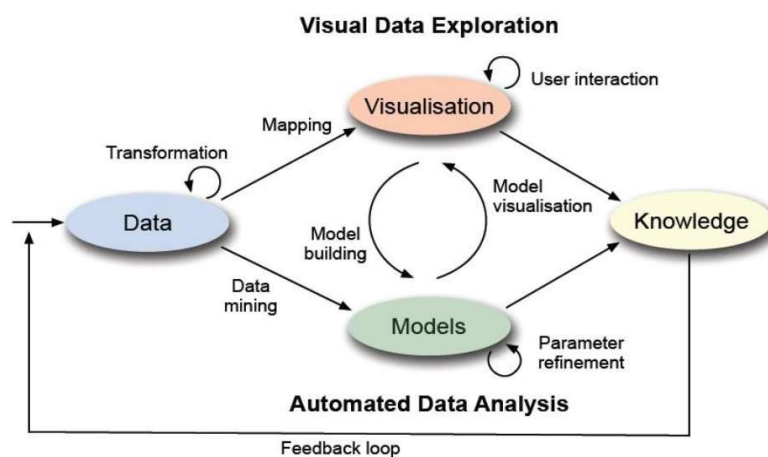 Visual Data Exploration
User interaction
Visualisation
Mapping
Transformation
Model
visualisation
Data
Knowledge
Model
building
Data
mining
Models
Parameter
refinement
Automated Data Analysis
Feedback loop